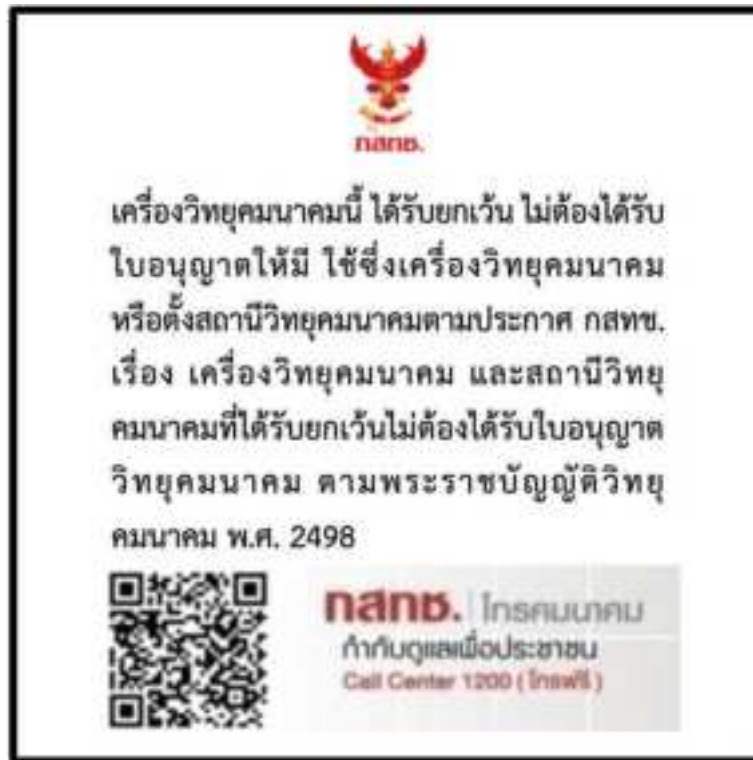 กสทช.
เครื่องวิทยุคมนาคมนี้ ได้รับยกเว้น ไม่ต้องได้รับ
ใบอนุญาตให้มี ใช้ซึ่งเครื่องวิทยุคมนาคม
หรือตั้งสถานีวิทยุคมนาคมตามประกาศ กสทช.
เรื่อง เครื่องวิทยุคมนาคม และสถานีวิทยุ
คมนาคมที่ได้รับยกเว้นไม่ต้องได้รับใบอนุญาต
วิทยุคมนาคม ตามพระราชบัญญัติวิทยุ
คมนาคม พ.ศ. 2498
กสทช. | โทรคมนาคม
กำกับดูแลเพื่อประชาชน
Call Center 1200 ( โทรฟรี )